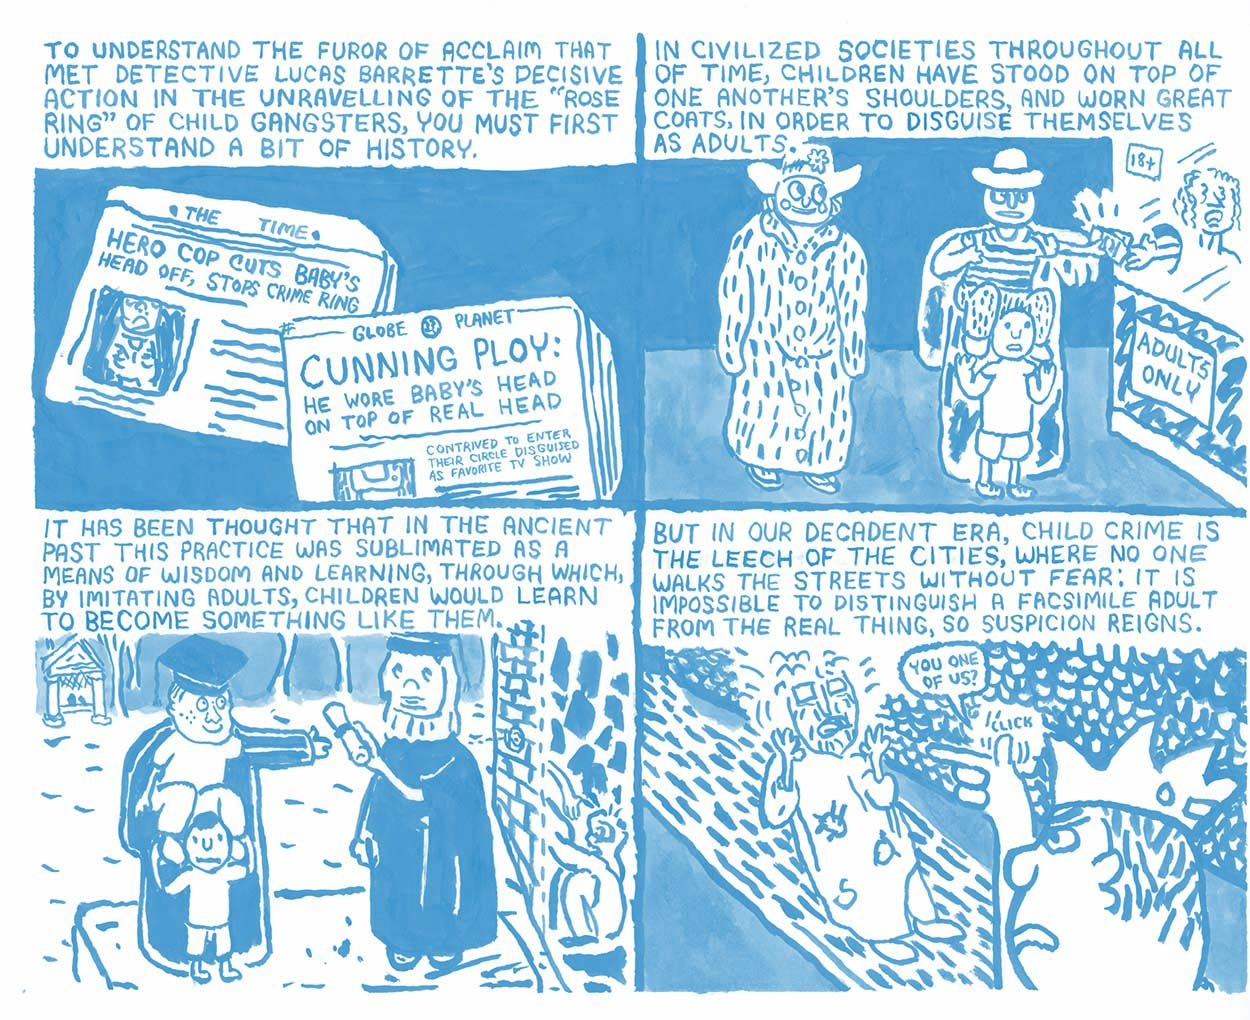 TO UNDERSTAND THE FUROR OF ACCLAIM THAT
MET DETECTIVE LUCAS BARRETTE'S DECISIVE
ACTION IN THE UNRAVELLING OF THE "ROSE
RING" OF CHILD GANGSTERS, YOU MUST FIRST
UNDERSTAND A BIT OF HISTORY.
THE TIME
HERO COP CUTS BABY'S
HEAD OFF, STOPS CRIME RING
GLOBE PLANET
CUNNING PLOY:
HE WORE BABY'S HEAD
ON TOP OF REAL HEAD
CONTRIVED TO ENTER
THEIR CIRCLE DISGUISED
AS FAVORITE TV SHOW
IN CIVILIZED SOCIETIES THROUGHOUT ALL
OF TIME, CHILDREN HAVE STOOD ON TOP OF
ONE ANOTHER'S SHOULDERS, AND WORN GREAT
COATS, IN ORDER TO DISGUISE THEMSELVES
AS ADULTS.
18+
ADULTS
ONLY
IT HAS BEEN THOUGHT THAT IN THE ANCIENT
PAST THIS PRACTICE WAS SUBLIMATED AS A
MEANS OF WISDOM AND LEARNING, THROUGH WHICH,
BY IMITATING ADULTS, CHILDREN WOULD LEARN
TO BECOME SOMETHING LIKE THEM.
BUT IN OUR DECADENT ERA, CHILD CRIME IS
THE LEECH OF THE CITIES, WHERE NO ONE
WALKS THE STREETS WITHOUT FEAR: IT IS
IMPOSSIBLE TO DISTINGUISH A FACSIMILE ADULT
FROM THE REAL THING, SO SUSPICION REIGNS.
YOU ONE
OF US?
CLICK